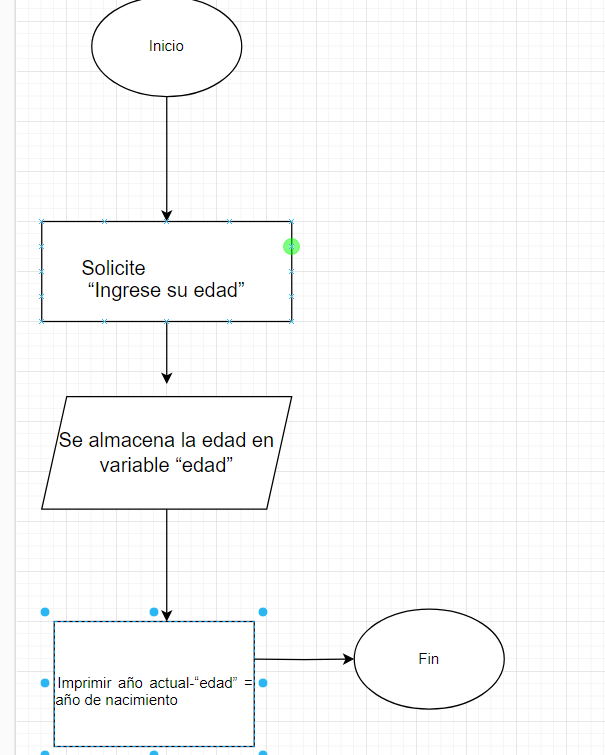 Inicio
Solicite
“Ingrese su edad”
Se almacena la edad en
variable “edad”
Imprimir año actual-“edad” =
año de nacimiento
Fin